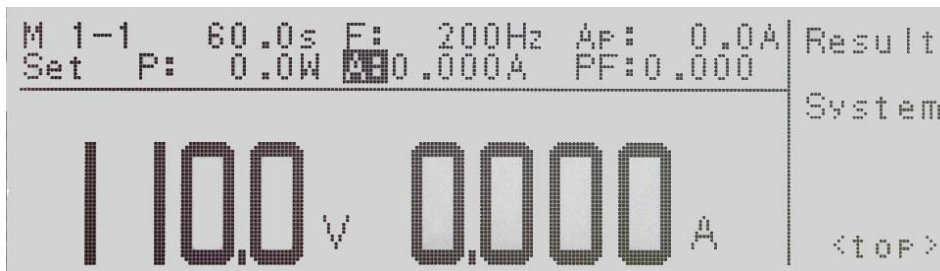 M 1-1 60.0s F: 200Hz Ap: 0.0A
Set P: 0.0W A:0.000A PF:0.000
110.0 V 0.000 A
Result
System
<top>